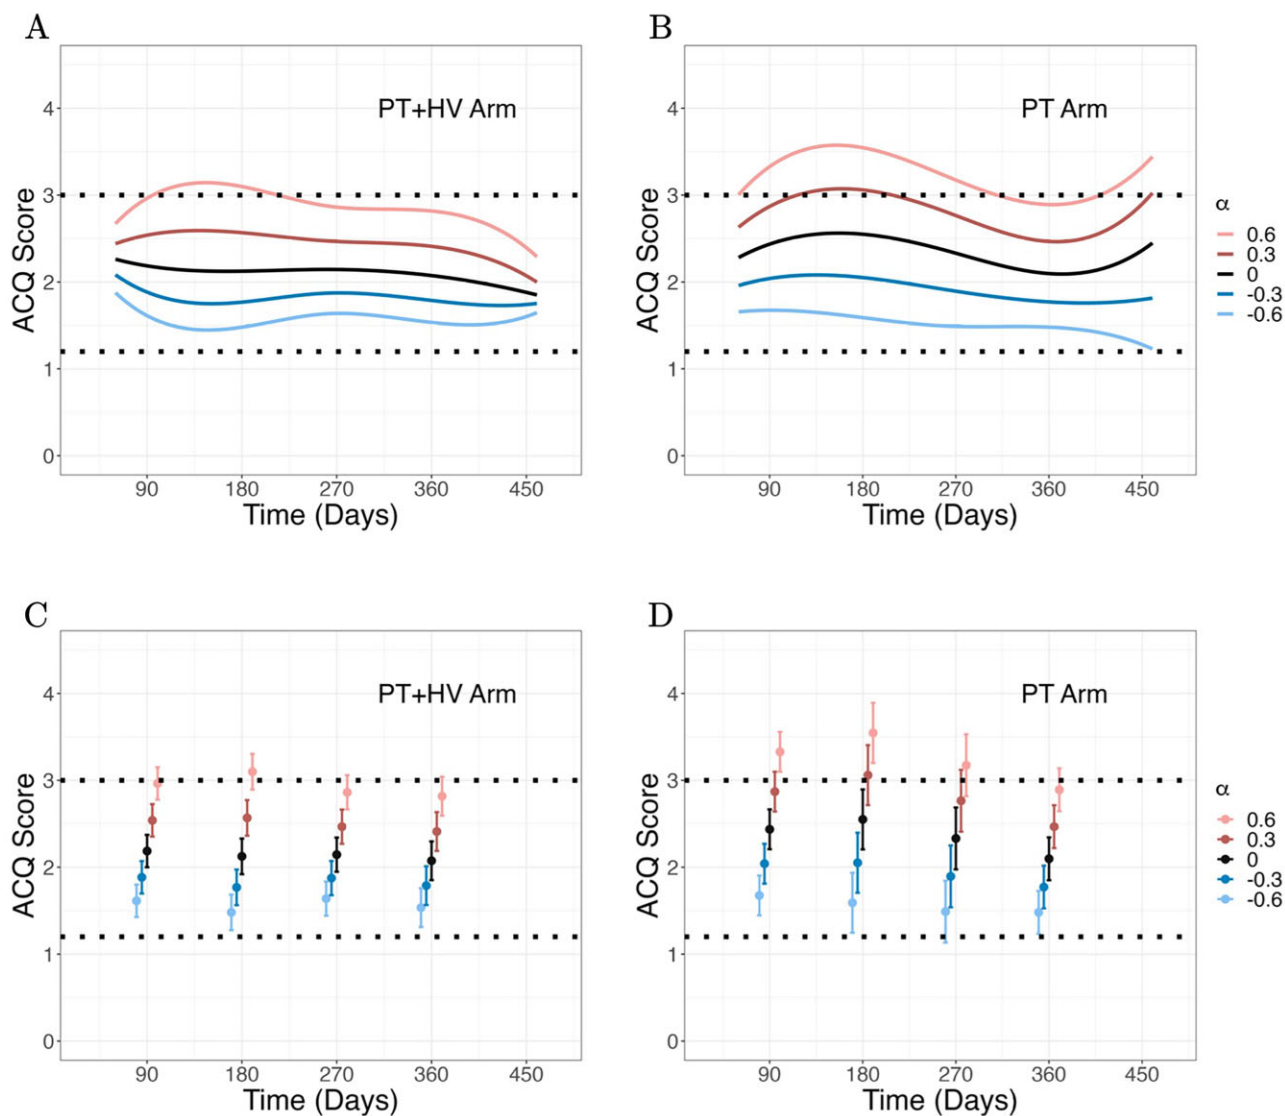 A
B
PT+HV Arm
PT Arm
ACQ Score
4
3
2
1
0
90 180 270 360 450
Time (Days)
ACQ Score
4
3
2
1
0
90 180 270 360 450
Time (Days)
α
0.6
0.3
0
-0.3
-0.6
C
D
PT+HV Arm
PT Arm
ACQ Score
4
3
2
1
0
90 180 270 360 450
Time (Days)
ACQ Score
4
3
2
1
0
90 180 270 360 450
Time (Days)
α
0.6
0.3
0
-0.3
-0.6